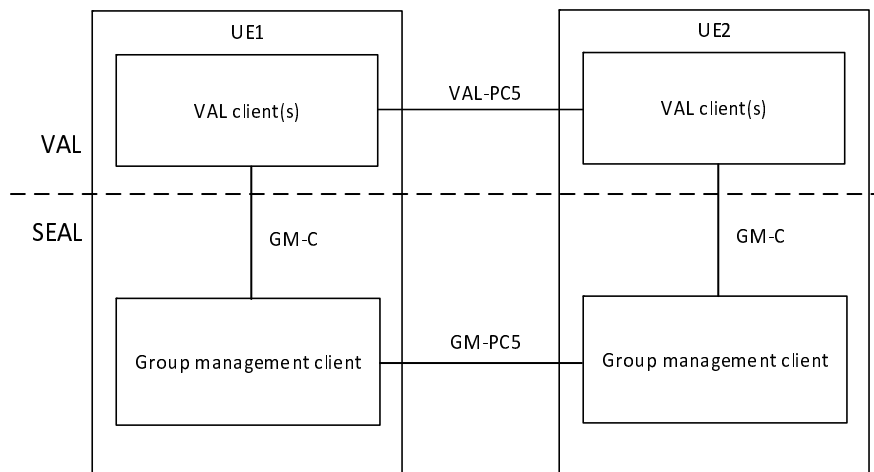 UE1
UE2
VAL client(s)
VAL-PC5
VAL client(s)
VAL
SEAL
GM-C
GM-C
Group management client
GM-PC5
Group management client